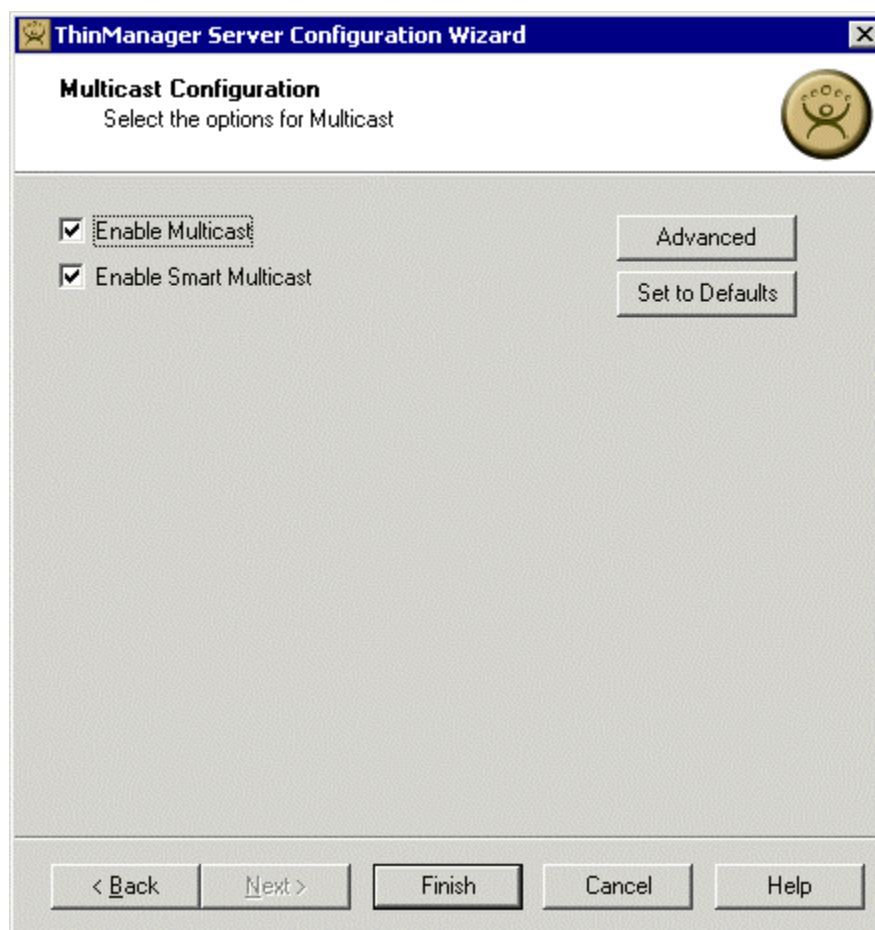 ThinManager Server Configuration Wizard
Multicast Configuration
Select the options for Multicast
Enable Multicast
Advanced
Enable Smart Multicast
Set to Defaults
< Back
Next >
Finish
Cancel
Help